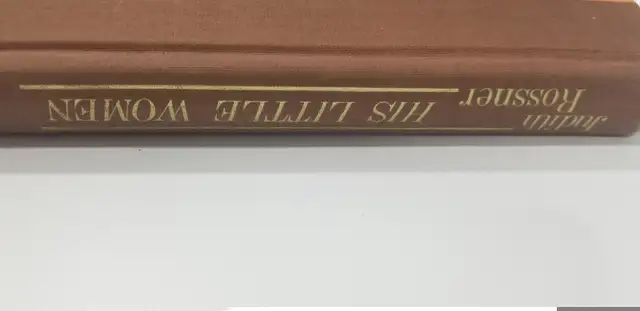 Judith
Rossner
HIS LITTLE WOMEN